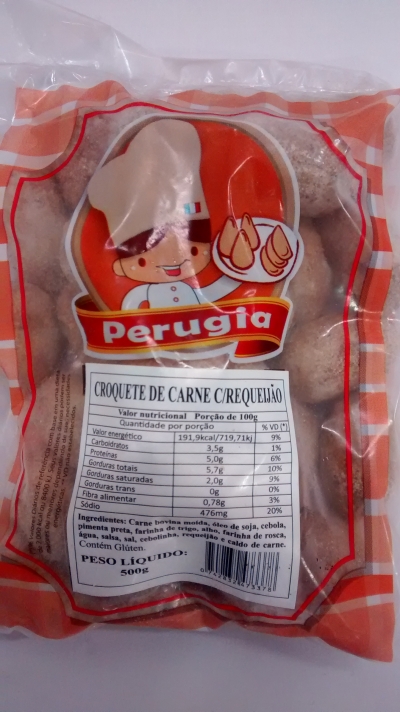 Perugia
CROQUETE DE CARNE C/REQUEIJÃO
Valor nutricional Porção de 100g
Quantidade por porção % VD (*)
Valor energético 191,9kcal/719,71kj 9%
Carboidratos 3,5g 1%
Proteínas 5,0g 6%
Gorduras totais 5,7g 10%
Gorduras saturadas 2,0g 9%
Gorduras trans 0g 0%
Fibra alimentar 0,78g 3%
Sódio 476mg 20%
Ingredientes: Carne bovina moída, óleo de soja, cebola,
pimenta preta, farinha de trigo, alho, farinha de rosca,
água, salsa, sal, cebolinha, requeijão e caldo de carne.
Contém Glúten.
PESO LÍQUIDO:
500g